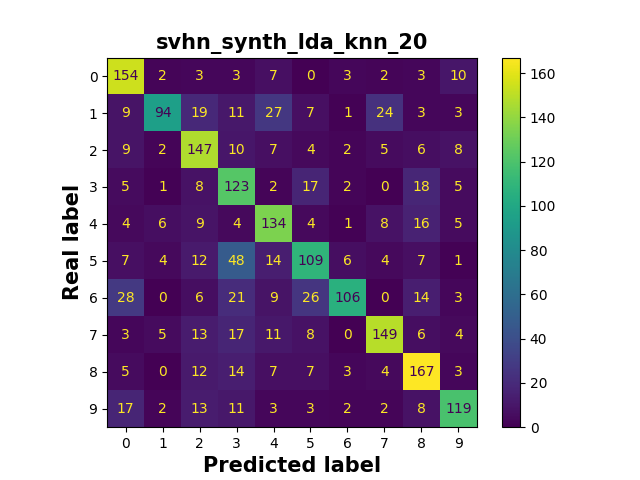 svhn_synth_lda_knn_20
0 154 2 3 3 7 0 3 2 3 10
1 9 94 19 11 27 7 1 24 3 3
2 9 2 147 10 7 4 2 5 6 8
3 5 1 8 123 2 17 2 0 18 5
4 4 6 9 4 134 4 1 8 16 5
5 7 4 12 48 14 109 6 4 7 1
6 28 0 6 21 9 26 106 0 14 3
7 3 5 13 17 11 8 0 149 6 4
8 5 0 12 14 7 7 3 4 167 3
9 17 2 13 11 3 3 2 2 8 119
0 1 2 3 4 5 6 7 8 9
Predicted label
Real label
160
140
120
100
80
60
40
20
0